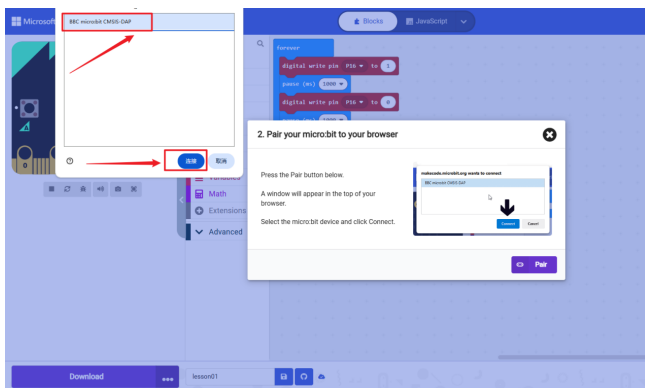 Microsoft
BBC micro:bit CMSIS-DAP
连接
取消
Blocks
JavaScript
forever
digital write pin P16 to 1
pause (ms) 1000
digital write pin P16 to 0
pause (ms) 1000
0
Variables
Math
Extensions
Advanced
2. Pair your micro:bit to your browser
Press the Pair button below.
A window will appear in the top of your
browser.
Select the micro:bit device and click Connect.
makecode.microbit.org wants to connect
BBC micro:bit CMSIS-DAP
Connect
Cancel
Pair
Download
lesson01